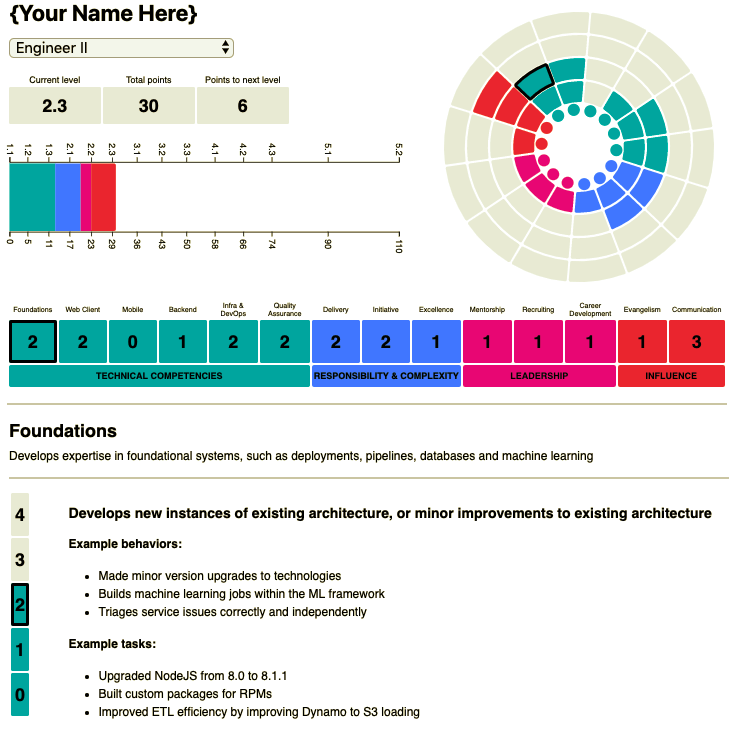 {Your Name Here}
Engineer II
Current level Total points Points to next level
2.3 30 6
1.1 1.2 1.3 2.1 2.2 2.3 3.1 3.2 3.3 4.1 4.2 4.3 5.1 5.2
0 5 11 17 23 29 36 43 50 58 66 74 90 110
Foundations Web Client Mobile Backend Infra & DevOps Quality Assurance Delivery Initiative Excellence Mentorship Recruiting Career Development Evangelism Communication
2 2 0 1 2 2 2 2 1 1 1 1 1 3
TECHNICAL COMPETENCIES RESPONSIBILITY & COMPLEXITY LEADERSHIP INFLUENCE
Foundations
Develops expertise in foundational systems, such as deployments, pipelines, databases and machine learning
4
3
2
1
0
Develops new instances of existing architecture, or minor improvements to existing architecture
Example behaviors:
Made minor version upgrades to technologies
Builds machine learning jobs within the ML framework
Triages service issues correctly and independently
Example tasks:
Upgraded NodeJS from 8.0 to 8.1.1
Built custom packages for RPMs
Improved ETL efficiency by improving Dynamo to S3 loading